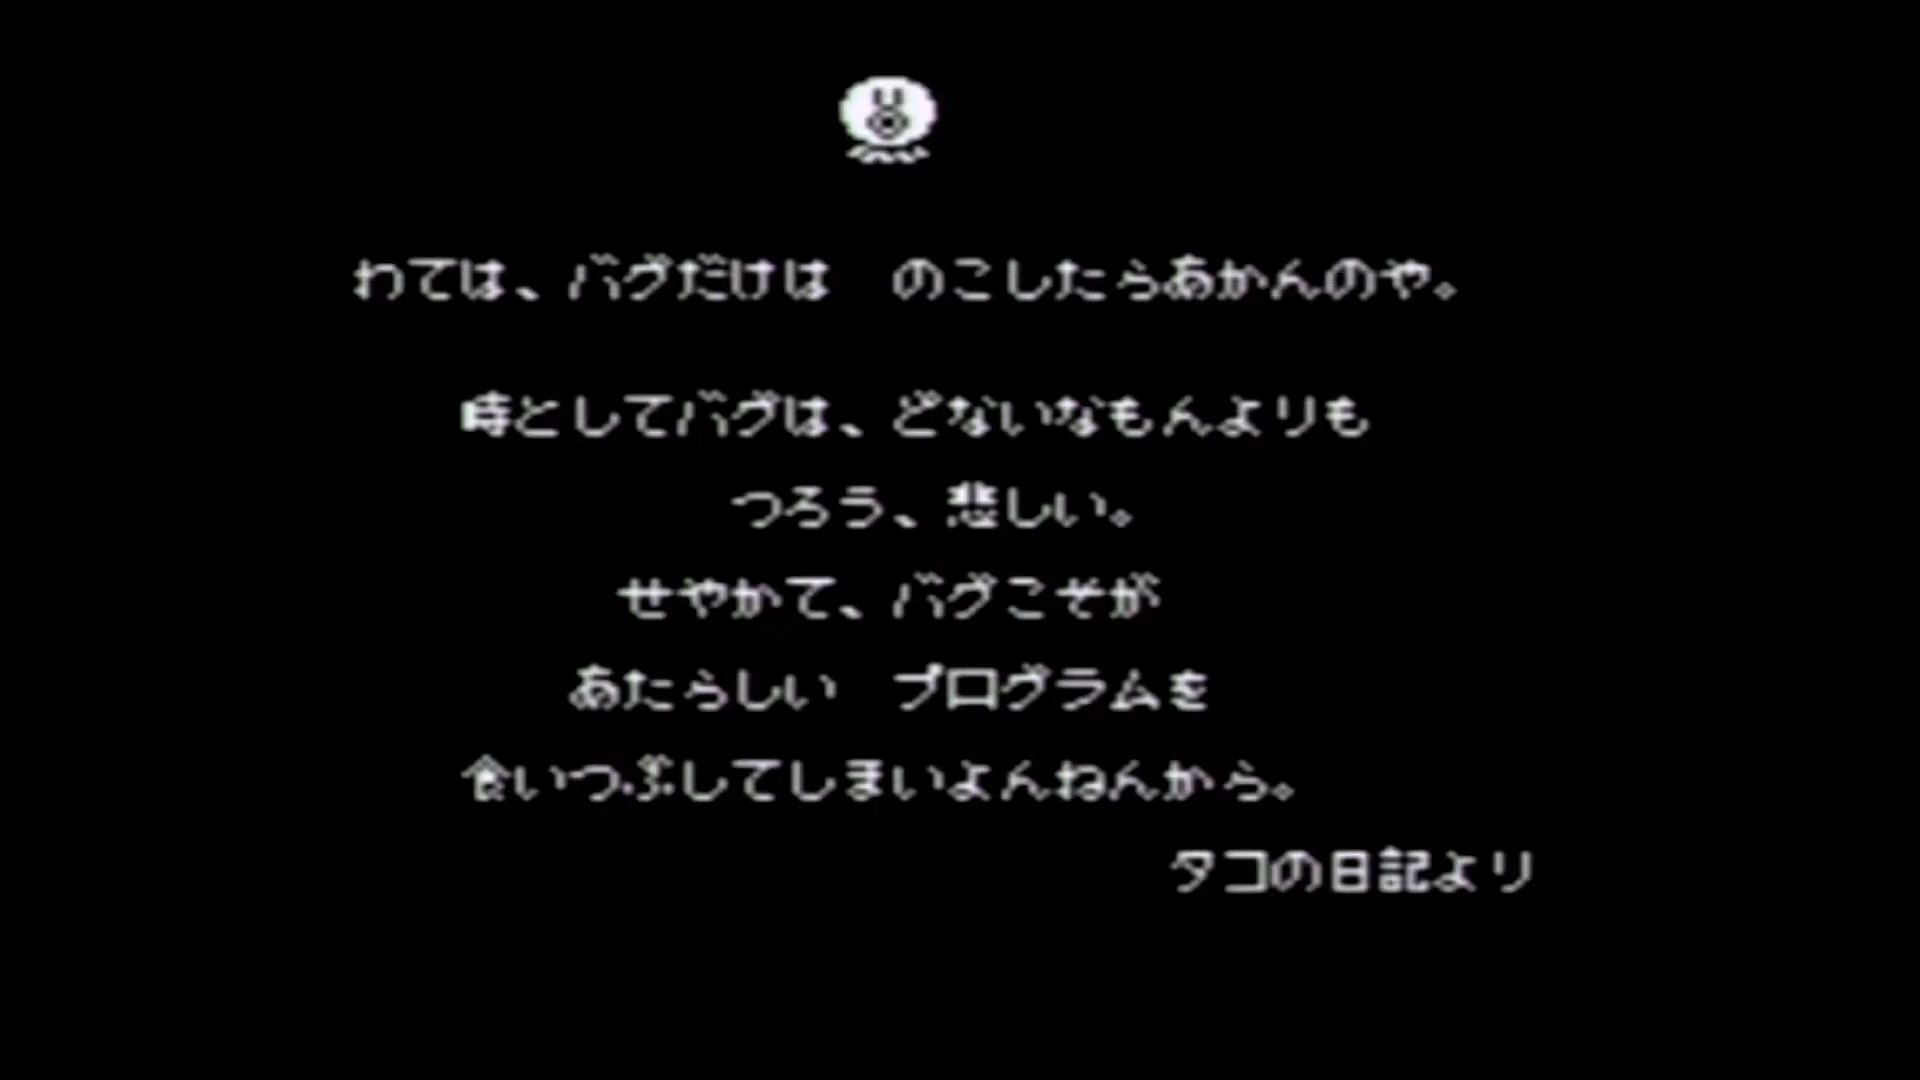 わては、バグだけは　のこしたらあかんのや。
時としてバグは、どないなもんよりも
つろう、悲しい。
せやかて、バグこそが
あたらしい　プログラムを
食いつぶしてしまいよんねんから。
タコの日記より